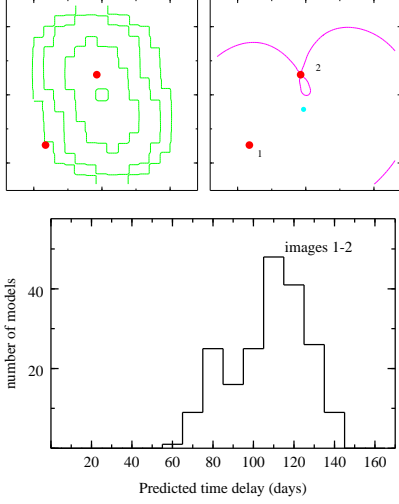 2
1
images 1-2
number of models
40
20
20 40 60 80 100 120 140 160
Predicted time delay (days)